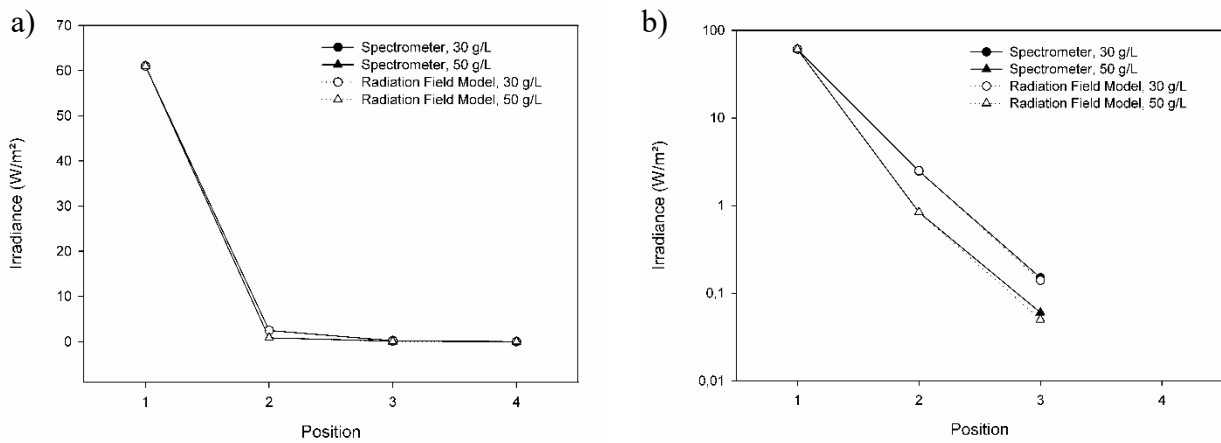 a)
70
60
50
40
30
20
10
0
Irradiance (W/m²)
1 2 3 4
Position
Spectrometer, 30 g/L
Spectrometer, 50 g/L
Radiation Field Model, 30 g/L
Radiation Field Model, 50 g/L
b)
100
10
1
0,1
0,01
Irradiance (W/m²)
1 2 3 4
Position
Spectrometer, 30 g/L
Spectrometer, 50 g/L
Radiation Field Model, 30 g/L
Radiation Field Model, 50 g/L